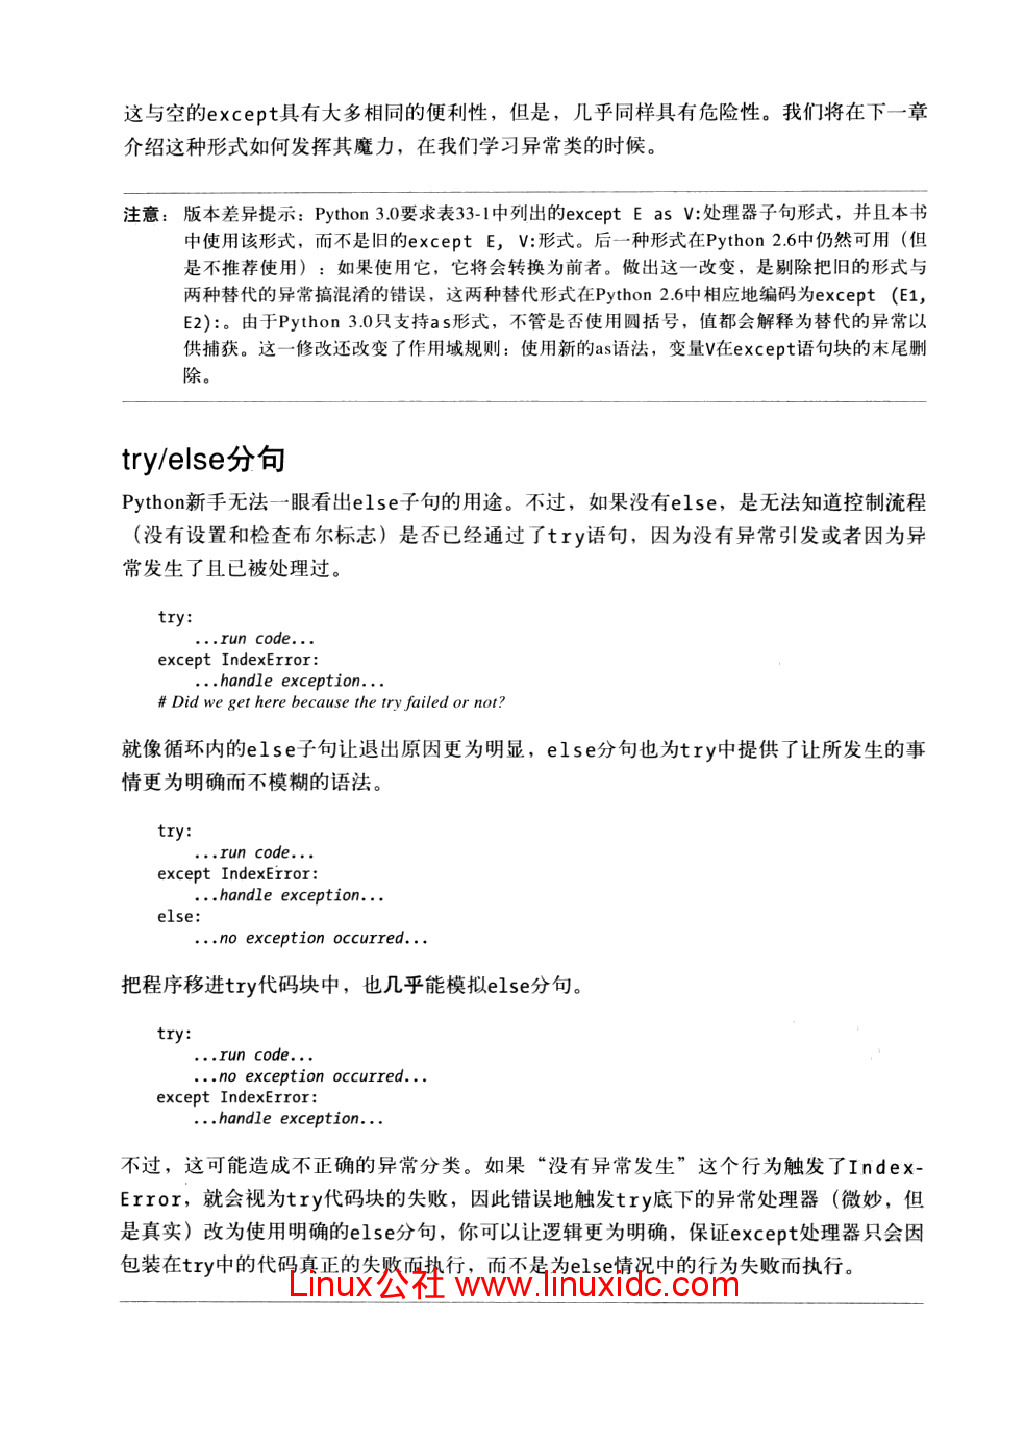 这与空的except具有大多相同的便利性，但是，几乎同样具有危险性。我们将在下一章
介绍这种形式如何发挥其魔力，在我们学习异常类的时候。
注意： 版本差异提示：Python 3.0要求表33-1中列出的except E as V:处理器子句形式，并且本书
中使用该形式，而不是旧的except E, V:形式。后一种形式在Python 2.6中仍然可用（但
是不推荐使用）：如果使用它，它将会转换为前者。做出这一改变，是剔除把旧的形式与
两种替代的异常搞混淆的错误，这两种替代形式在Python 2.6中相应地编码为except (E1,
E2):。由于Python 3.0只支持as形式，不管是否使用圆括号，值都会解释为替代的异常以
供捕获。这一修改还改变了作用域规则：使用新的as语法，变量V在except语句块的末尾删
除。
try/else分句
Python新手无法一眼看出else子句的用途。不过，如果没有else，是无法知道控制流程
（没有设置和检查布尔标志）是否已经通过了try语句，因为没有异常引发或者因为异
常发生了且已被处理过。
try:
...run code...
except IndexError:
...handle exception...
# Did we get here because the try failed or not?
就像循环内的else子句让退出原因更为明显，else分句也为try中提供了让所发生的事
情更为明确而不模糊的语法。
try:
...run code...
except IndexError:
...handle exception...
else:
...no exception occurred...
把程序移进try代码块中，也几乎能模拟else分句。
try:
...run code...
...no exception occurred...
except IndexError:
...handle exception...
不过，这可能造成不正确的异常分类。如果“没有异常发生”这个行为触发了Index-
Error，就会视为try代码块的失败，因此错误地触发try底下的异常处理器（微妙，但
是真实）改为使用明确的else分句，你可以让逻辑更为明确，保证except处理器只会因
包装在try中的代码真正的失败而执行，而不是为else情况中的行为失败而执行。
Linux公社 www.linuxidc.com